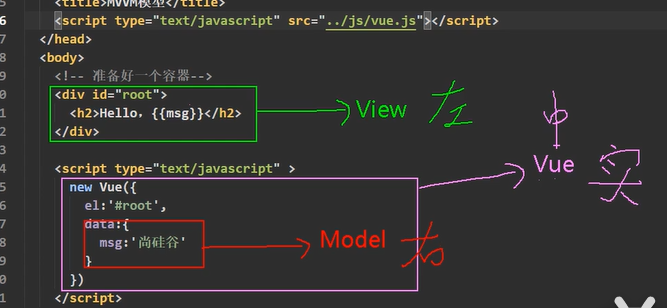 <title>MVVM模型</title>
6 <script type="text/javascript" src="../js/vue.js"></script>
7 </head>
8 <body>
9 <!-- 准备好一个容器-->
0 <div id="root">
1 <h2>Hello，{{msg}}</h2>
2 </div>
View 左
中
3
4 <script type="text/javascript" >
Vue
5 new Vue({
6 el:'#root',
7 data:{
8 msg:'尚硅谷'
Model 右
9 }
0 })
1 </script>